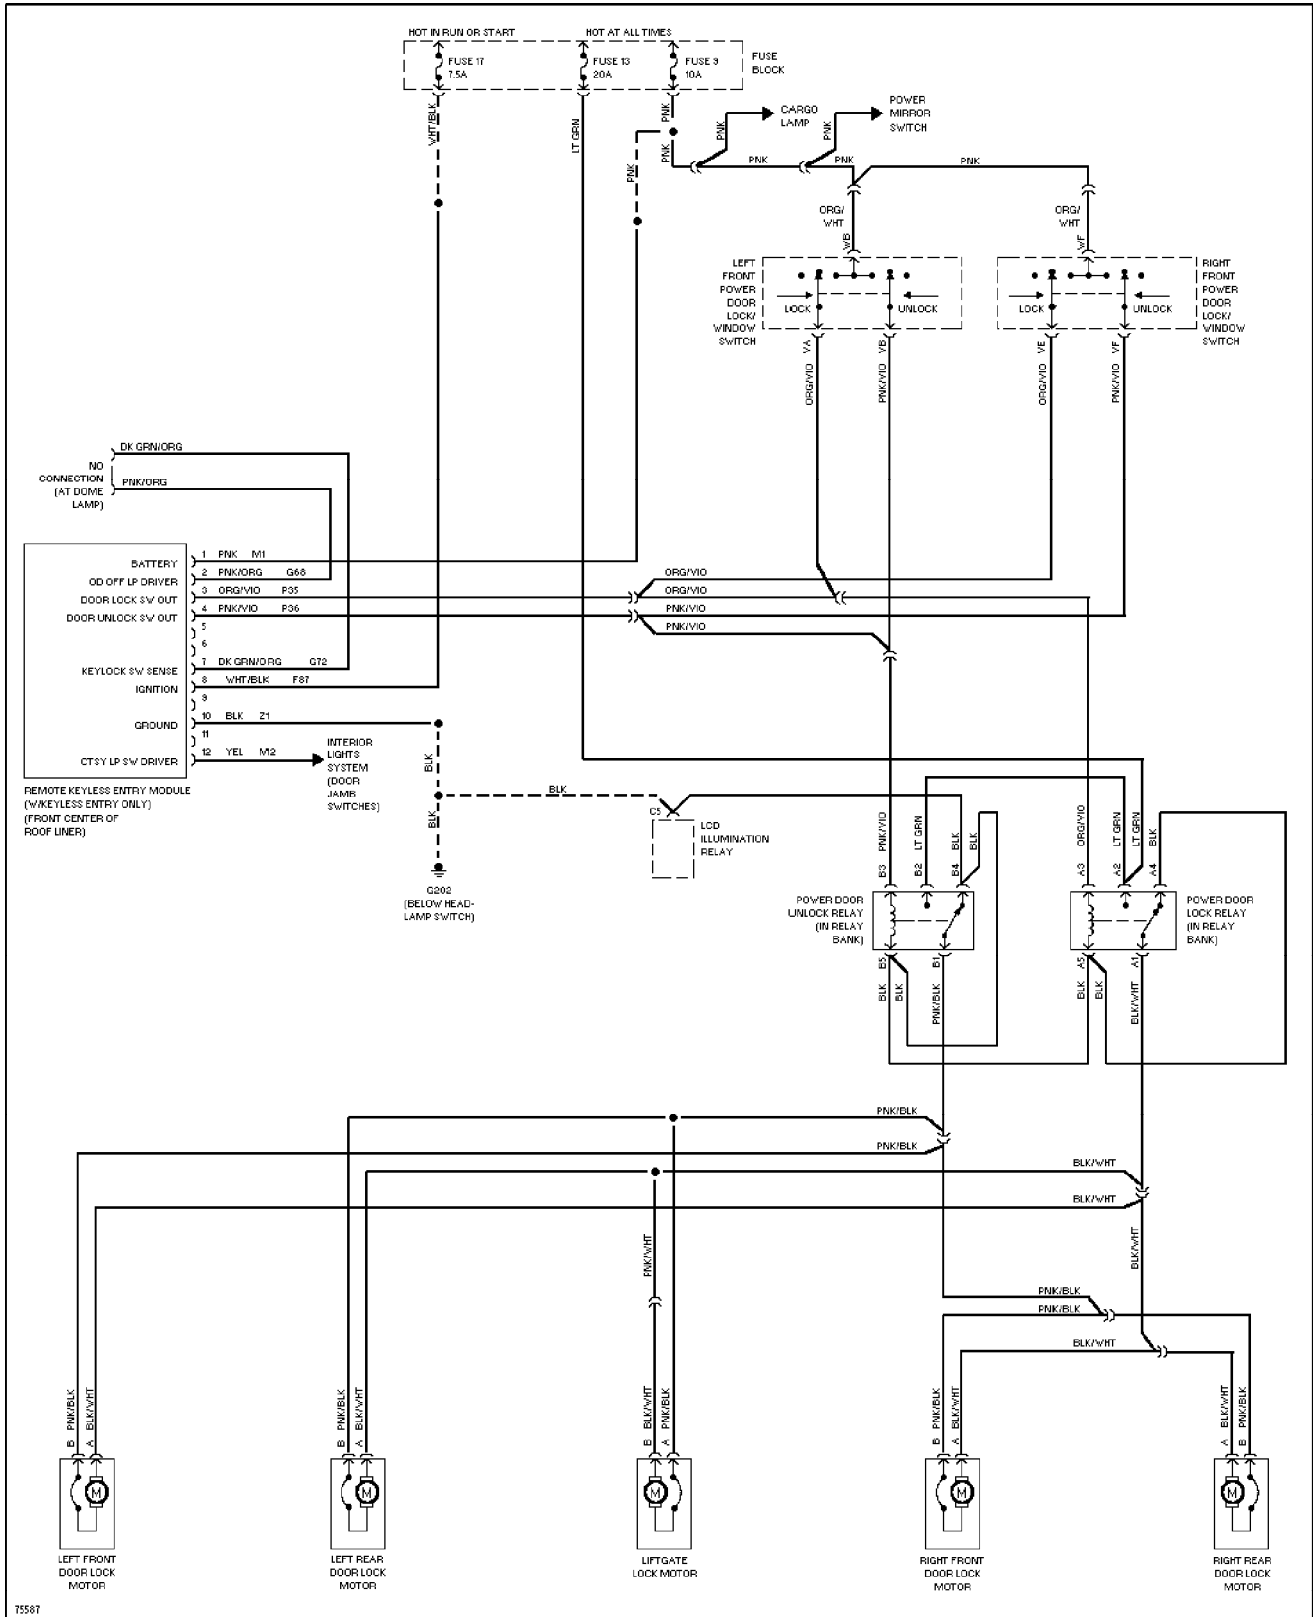 HOT IN RUN OR START
HOT AT ALL TIMES
FUSE 17
7.5A
FUSE 13
20A
FUSE 9
10A
FUSE
BLOCK
WHT/BLK
LT GRN
PNK
PNK
PNK
PNK
CARGO
LAMP
PNK
POWER
MIRROR
SWITCH
PNK
PNK
PNK
ORG/
WHT
WB
ORG/
WHT
WF
LEFT
FRONT
POWER
DOOR
LOCK/
WINDOW
SWITCH
LOCK
UNLOCK
LOCK
UNLOCK
RIGHT
FRONT
POWER
DOOR
LOCK/
WINDOW
SWITCH
VA
VB
VE
VF
ORG/VIO
PNK/VIO
ORG/VIO
PNK/VIO
DK GRN/ORG
NO
CONNECTION
(AT DOME
LAMP)
PNK/ORG
BATTERY
1 PNK M1
OD OFF LP DRIVER
2 PNK/ORG G68
DOOR LOCK SW OUT
3 ORG/VIO P35
DOOR UNLOCK SW OUT
4 PNK/VIO P36
5
6
KEYLOCK SW SENSE
7 DK GRN/ORG G72
IGNITION
8 WHT/BLK F87
9
GROUND
10 BLK Z1
11
CTSY LP SW DRIVER
12 YEL M2
ORG/VIO
ORG/VIO
PNK/VIO
PNK/VIO
REMOTE KEYLESS ENTRY MODULE
(W/KEYLESS ENTRY ONLY)
(FRONT CENTER OF
ROOF LINER)
INTERIOR
LIGHTS
SYSTEM
(DOOR
JAMB
SWITCHES)
BLK
BLK
BLK
G202
(BELOW HEAD-
LAMP SWITCH)
C5
LCD
ILLUMINATION
RELAY
PNK/VIO
LT GRN
BLK
BLK
ORG/VIO
LT GRN
LT GRN
BLK
B3
B2
B4
A3
A2
A4
POWER DOOR
UNLOCK RELAY
(IN RELAY
BANK)
POWER DOOR
LOCK RELAY
(IN RELAY
BANK)
B5
B1
A5
A1
BLK
BLK
PNK/BLK
BLK
BLK
BLK/WHT
PNK/BLK
PNK/BLK
BLK/WHT
BLK/WHT
PNK/WHT
BLK/WHT
PNK/BLK
PNK/BLK
BLK/WHT
B PNK/BLK
A BLK/WHT
B PNK/BLK
A BLK/WHT
B BLK/WHT
A PNK/BLK
B PNK/BLK
A BLK/WHT
A BLK/WHT
B PNK/BLK
M
M
M
M
M
LEFT FRONT
DOOR LOCK
MOTOR
LEFT REAR
DOOR LOCK
MOTOR
LIFTGATE
LOCK MOTOR
RIGHT FRONT
DOOR LOCK
MOTOR
RIGHT REAR
DOOR LOCK
MOTOR
75587